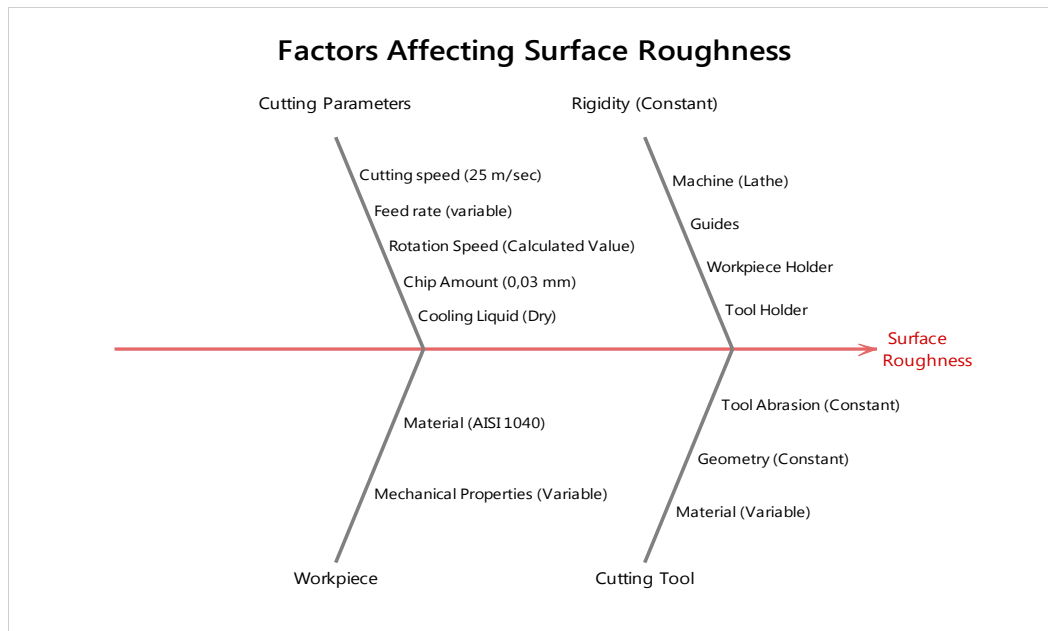 Factors Affecting Surface Roughness
Cutting Parameters
Cutting speed (25 m/sec)
Feed rate (variable)
Rotation Speed (Calculated Value)
Chip Amount (0,03 mm)
Cooling Liquid (Dry)
Rigidity (Constant)
Machine (Lathe)
Guides
Workpiece Holder
Tool Holder
Surface
Roughness
Material (AISI 1040)
Mechanical Properties (Variable)
Workpiece
Tool Abrasion (Constant)
Geometry (Constant)
Material (Variable)
Cutting Tool